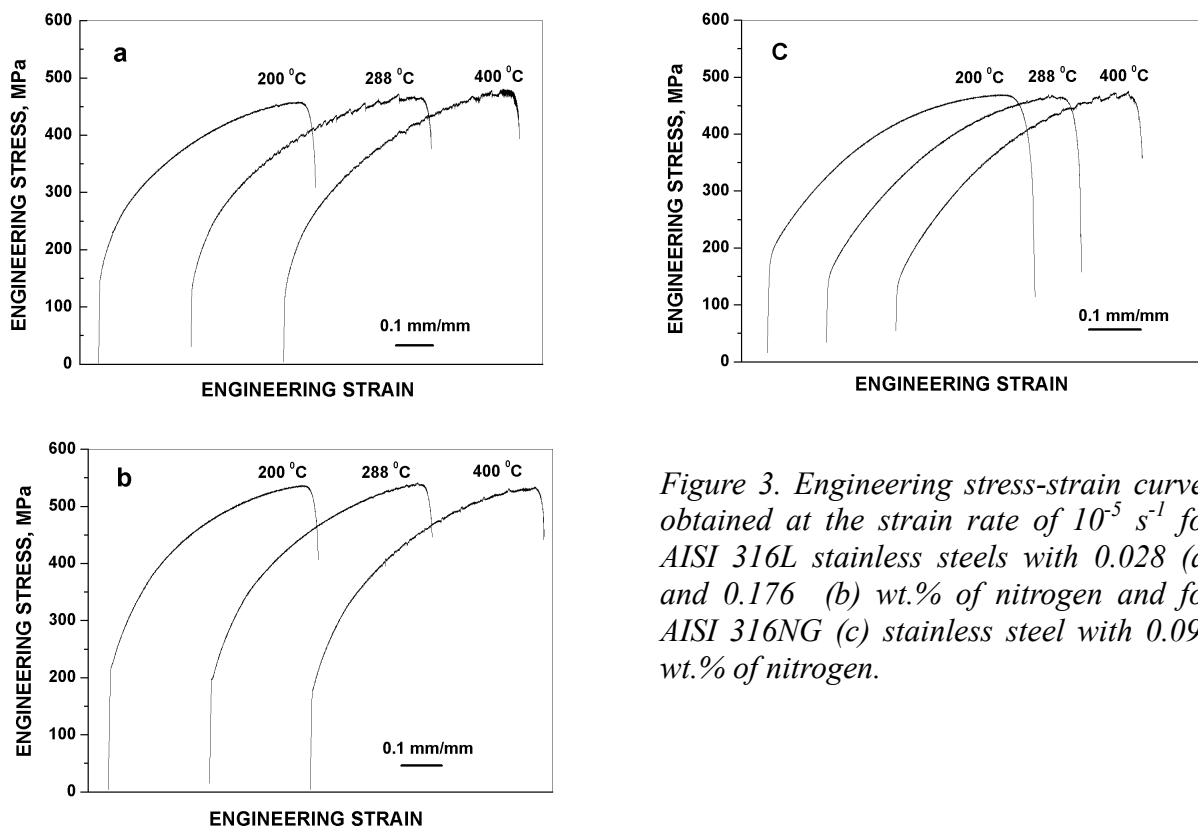 a
200 °C 288 °C 400 °C
600
500
400
300
200
100
0
ENGINEERING STRESS, MPa
0.1 mm/mm
ENGINEERING STRAIN
C
200 °C 288 °C 400 °C
600
500
400
300
200
100
0
ENGINEERING STRESS, MPa
0.1 mm/mm
ENGINEERING STRAIN
b
200 °C 288 °C 400 °C
600
500
400
300
200
100
0
ENGINEERING STRESS, MPa
0.1 mm/mm
ENGINEERING STRAIN
Figure 3. Engineering stress-strain curve
obtained at the strain rate of 10⁻⁵ s⁻¹ fo
AISI 316L stainless steels with 0.028 (a
and 0.176 (b) wt.% of nitrogen and fo
AISI 316NG (c) stainless steel with 0.09
wt.% of nitrogen.